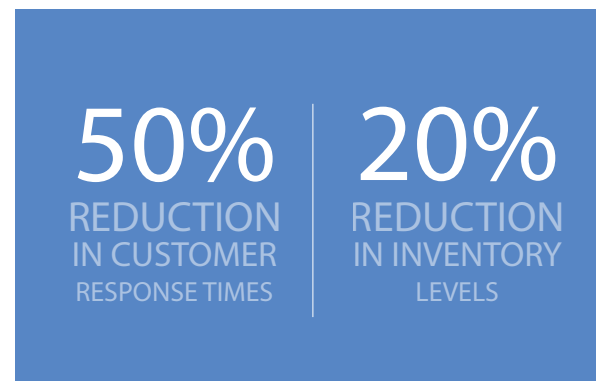 50%
REDUCTION
IN CUSTOMER
RESPONSE TIMES
20%
REDUCTION
IN INVENTORY
LEVELS